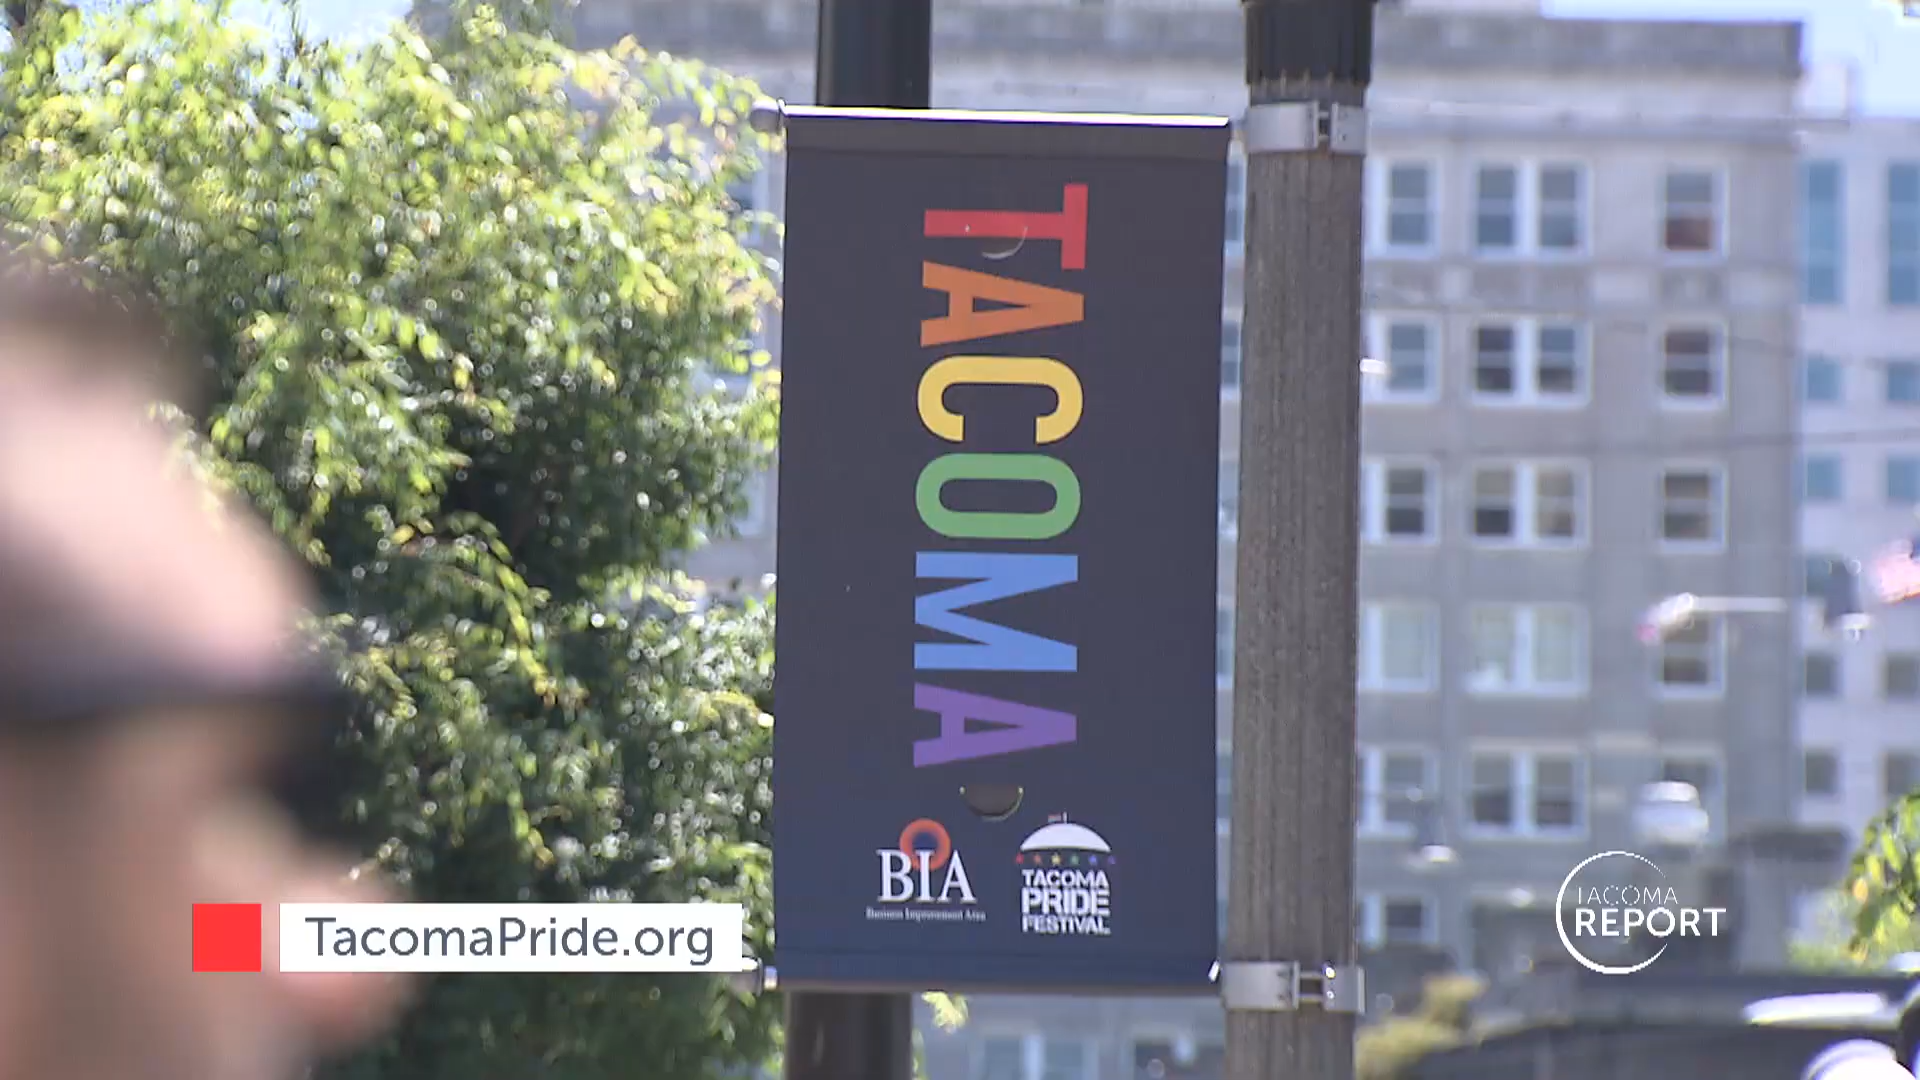 TACOMA
BIA
Business Improvement Area
TACOMA
PRIDE
FESTIVAL
TacomaPride.org
TACOMA
REPORT